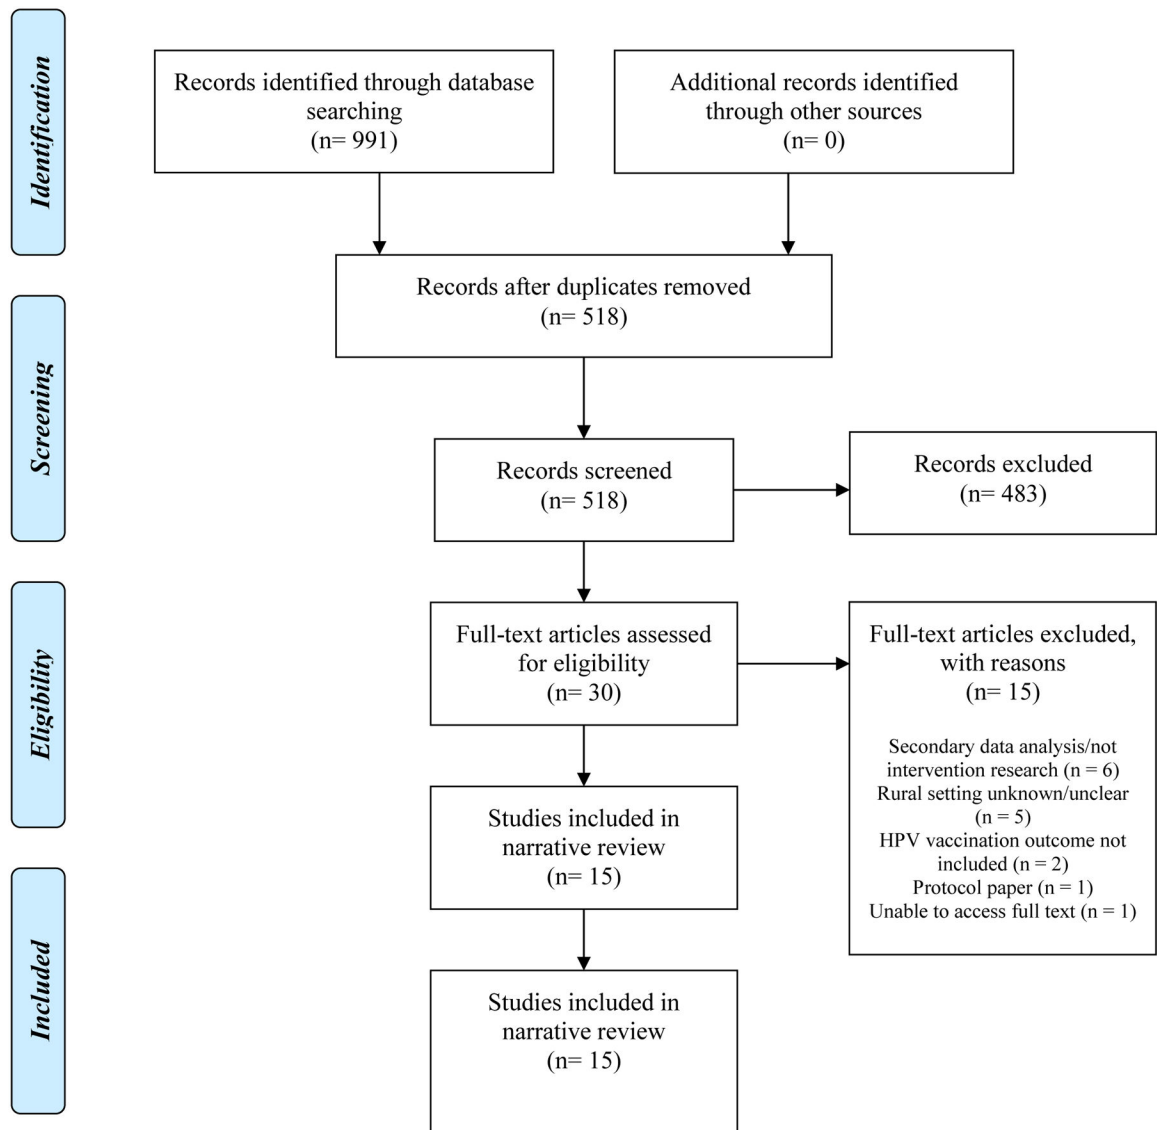 Identification
Records identified through database
searching
(n= 991)
Additional records identified
through other sources
(n= 0)
Records after duplicates removed
(n= 518)
Screening
Records screened
(n= 518)
Records excluded
(n= 483)
Eligibility
Full-text articles assessed
for eligibility
(n= 30)
Full-text articles excluded,
with reasons
(n= 15)
Secondary data analysis/not
intervention research (n = 6)
Rural setting unknown/unclear
(n = 5)
HPV vaccination outcome not
included (n = 2)
Protocol paper (n = 1)
Unable to access full text (n = 1)
Studies included in
narrative review
(n= 15)
Included
Studies included in
narrative review
(n= 15)